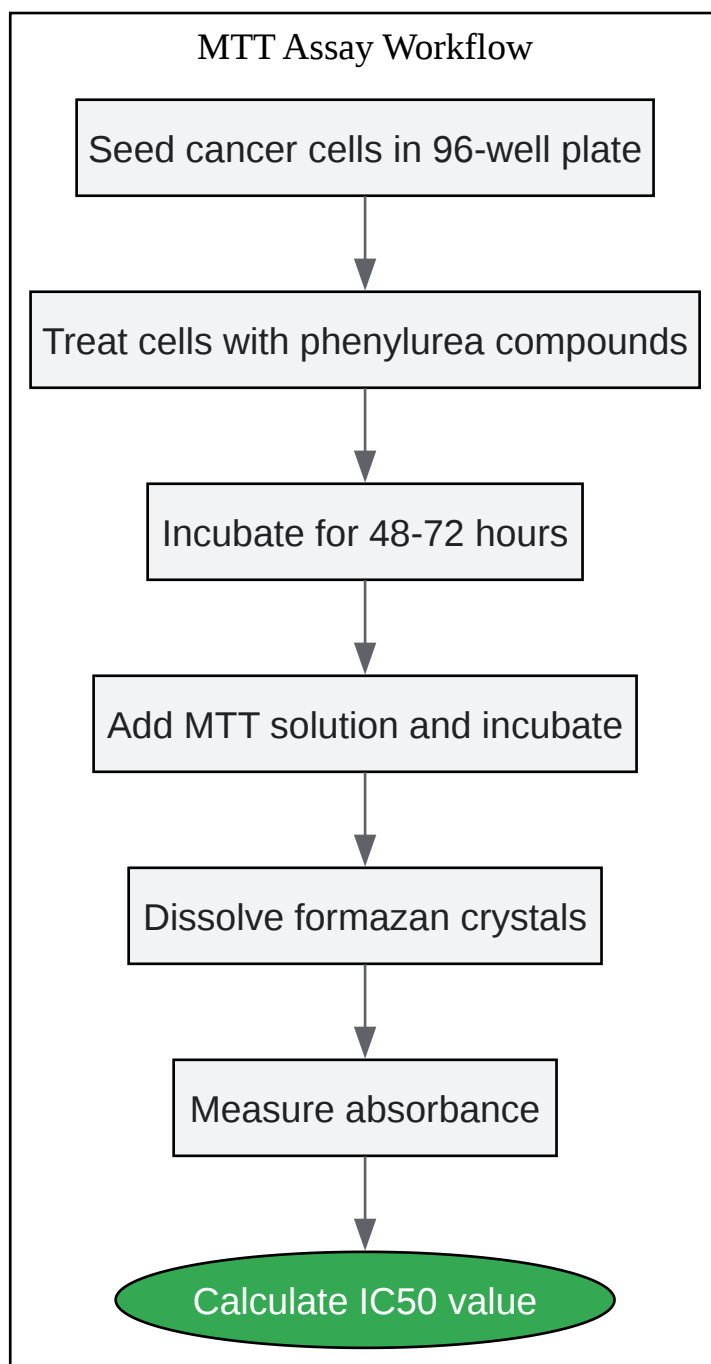 MTT Assay Workflow
Seed cancer cells in 96-well plate
Treat cells with phenylurea compounds
Incubate for 48-72 hours
Add MTT solution and incubate
Dissolve formazan crystals
Measure absorbance
Calculate IC50 value